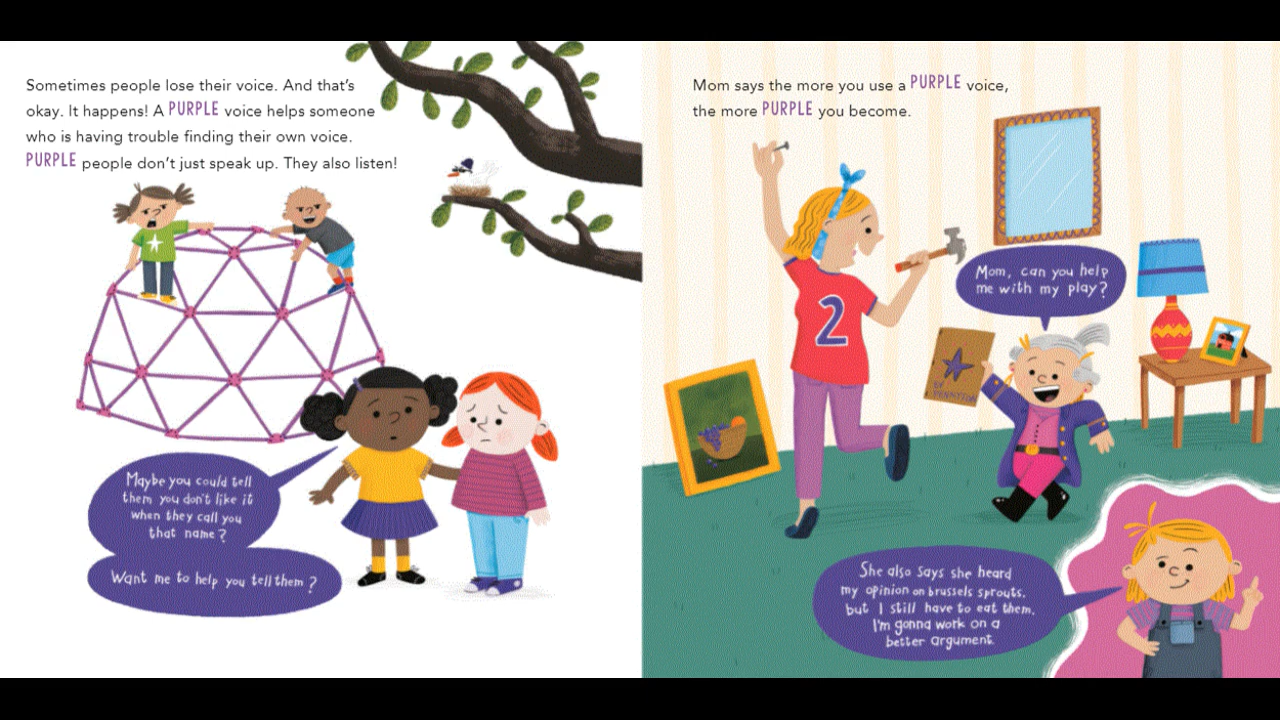 Sometimes people lose their voice. And that's
okay. It happens! A PURPLE voice helps someone
who is having trouble finding their own voice.
PURPLE people don't just speak up. They also listen!
Maybe you could tell
them you don't like it
when they call you
that name?
Want me to help you tell them?
Mom says the more you use a PURPLE voice,
the more PURPLE you become.
2
Mom, can you help
me with my play?
She also says she heard
my opinion on brussels sprouts.
but I still have to eat them.
I'm gonna work on a
better argument.